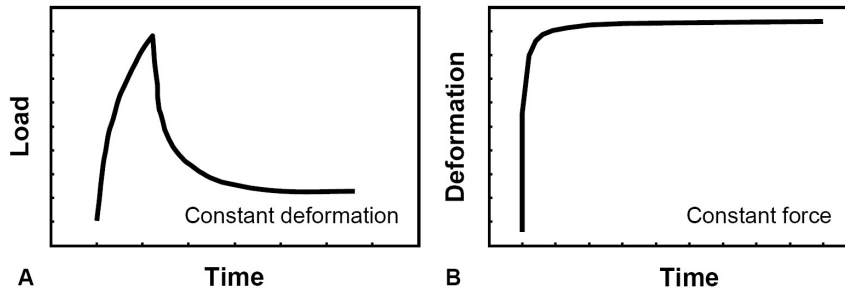 Load
Constant deformation
A
Time
Deformation
Constant force
B
Time